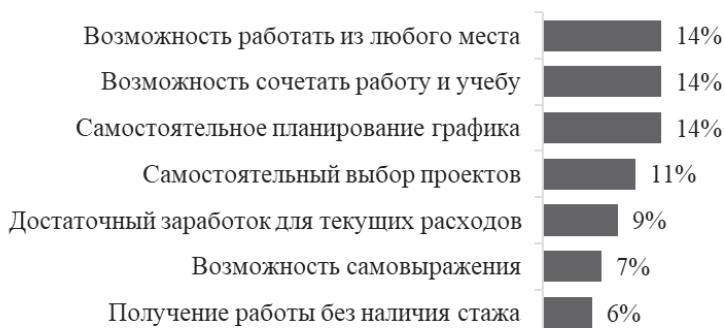 Возможность работать из любого места 14%
Возможность сочетать работу и учебу 14%
Самостоятельное планирование графика 14%
Самостоятельный выбор проектов 11%
Достаточный заработок для текущих расходов 9%
Возможность самовыражения 7%
Получение работы без наличия стажа 6%